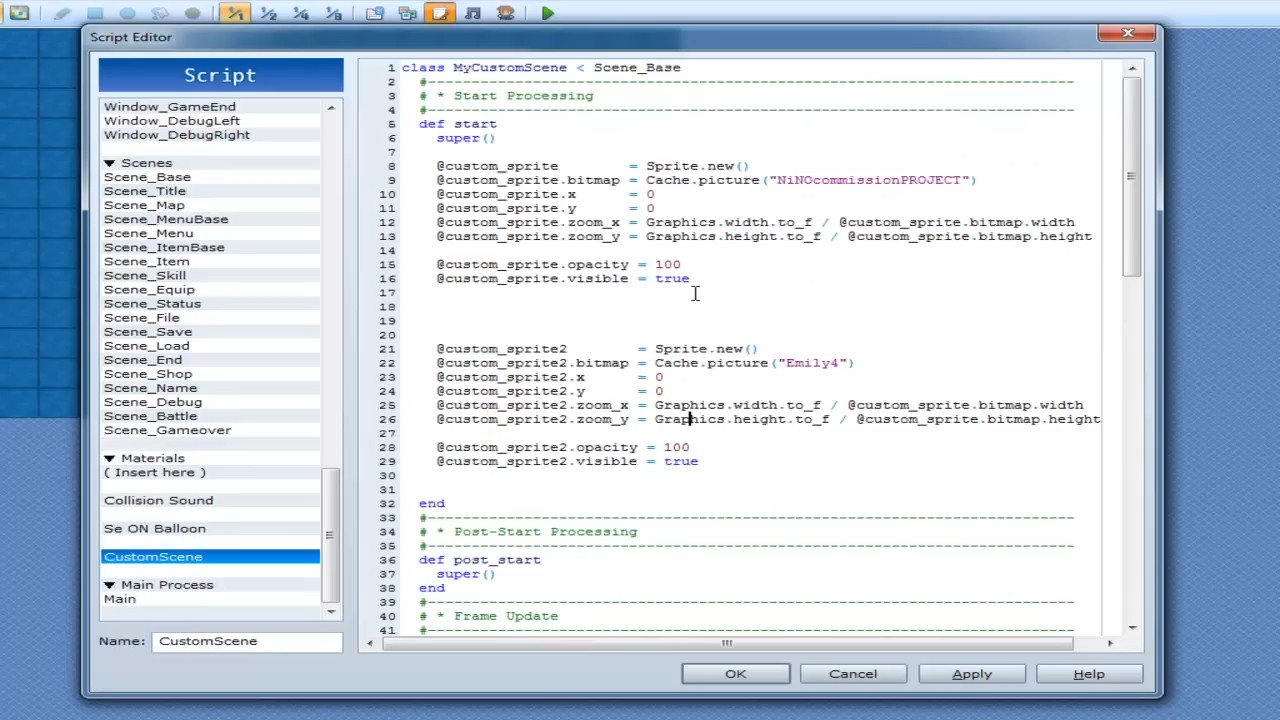 1/1 1/2 1/4 1/8
Script Editor
Script
Window_GameEnd
Window_DebugLeft
Window_DebugRight
▼ Scenes
Scene_Base
Scene_Title
Scene_Map
Scene_MenuBase
Scene_Menu
Scene_ItemBase
Scene_Item
Scene_Skill
Scene_Equip
Scene_Status
Scene_File
Scene_Save
Scene_Load
Scene_End
Scene_Shop
Scene_Name
Scene_Debug
Scene_Battle
Scene_Gameover
▼ Materials
( Insert here )
Collision Sound
Se ON Balloon
CustomScene
▼ Main Process
Main
Name: CustomScene
1 class MyCustomScene < Scene_Base
2 #--------------------------------------------------------------------------
3 # * Start Processing
4 #--------------------------------------------------------------------------
5 def start
6 super()
7
8 @custom_sprite = Sprite.new()
9 @custom_sprite.bitmap = Cache.picture("NiNOcommissionPROJECT")
10 @custom_sprite.x = 0
11 @custom_sprite.y = 0
12 @custom_sprite.zoom_x = Graphics.width.to_f / @custom_sprite.bitmap.width
13 @custom_sprite.zoom_y = Graphics.height.to_f / @custom_sprite.bitmap.height
14
15 @custom_sprite.opacity = 100
16 @custom_sprite.visible = true
17
18
19
20
21 @custom_sprite2 = Sprite.new()
22 @custom_sprite2.bitmap = Cache.picture("Emily4")
23 @custom_sprite2.x = 0
24 @custom_sprite2.y = 0
25 @custom_sprite2.zoom_x = Graphics.width.to_f / @custom_sprite.bitmap.width
26 @custom_sprite2.zoom_y = Graphics.height.to_f / @custom_sprite.bitmap.height
27
28 @custom_sprite2.opacity = 100
29 @custom_sprite2.visible = true
30
31
32 end
33 #--------------------------------------------------------------------------
34 # * Post-Start Processing
35 #--------------------------------------------------------------------------
36 def post_start
37 super()
38 end
39 #--------------------------------------------------------------------------
40 # * Frame Update
41 #--------------------------------------------------------------------------
OK Cancel Apply Help